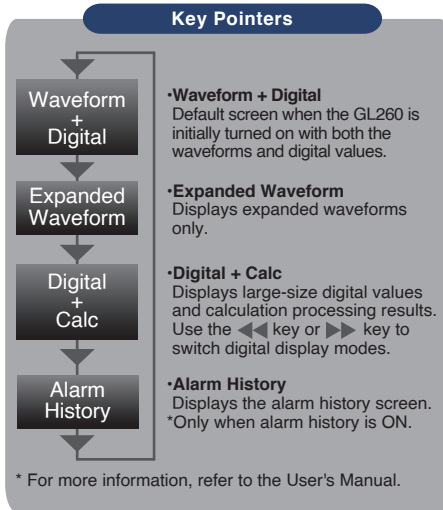 Key Pointers
Waveform
+
Digital
•Waveform + Digital
Default screen when the GL260 is
initially turned on with both the
waveforms and digital values.
Expanded
Waveform
•Expanded Waveform
Displays expanded waveforms
only.
Digital
+
Calc
•Digital + Calc
Displays large-size digital values
and calculation processing results.
Use the ◀◀ key or ▶▶ key to
switch digital display modes.
Alarm
History
•Alarm History
Displays the alarm history screen.
*Only when alarm history is ON.
* For more information, refer to the User's Manual.